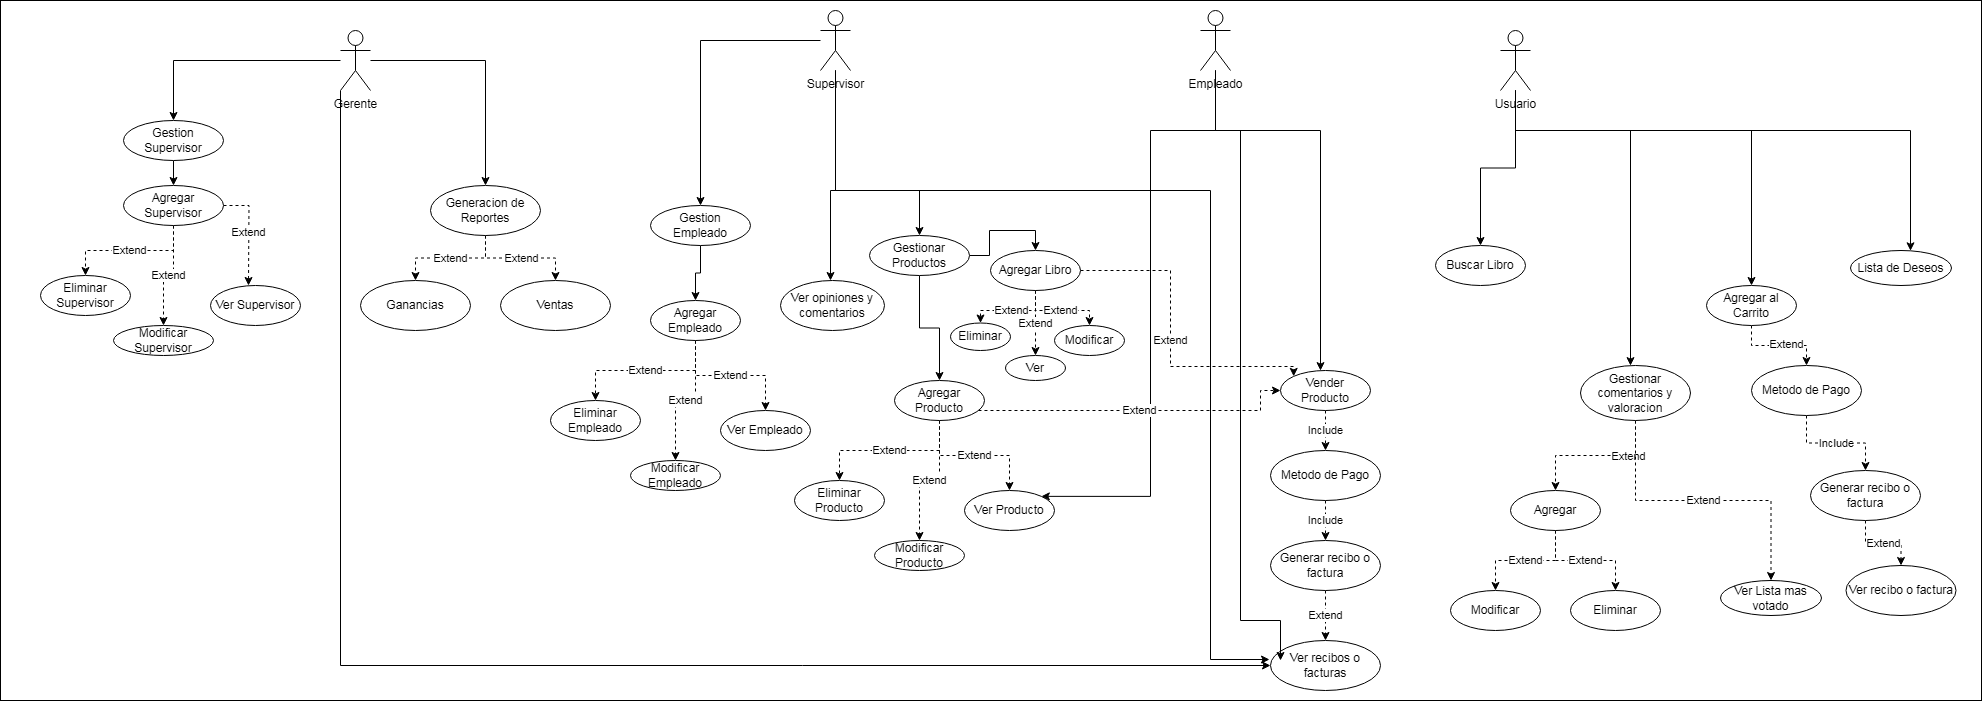 Gerente
Supervisor
Empleado
Usuario
Gestion
Supervisor
Agregar
Supervisor
Extend
Extend
Extend
Eliminar
Supervisor
Modificar
Supervisor
Ver Supervisor
Generacion de
Reportes
Extend
Extend
Ganancias
Ventas
Gestion
Empleado
Agregar
Empleado
Extend
Extend
Extend
Eliminar
Empleado
Modificar
Empleado
Ver Empleado
Ver opiniones y
comentarios
Gestionar
Productos
Agregar Libro
Extend
Extend
Extend
Extend
Eliminar
Ver
Modificar
Agregar
Producto
Extend
Extend
Extend
Extend
Eliminar
Producto
Modificar
Producto
Ver Producto
Vender
Producto
Include
Metodo de Pago
Include
Generar recibo o
factura
Extend
Ver recibos o
facturas
Buscar Libro
Gestionar
comentarios y
valoracion
Extend
Extend
Agregar
Extend
Extend
Modificar
Eliminar
Ver Lista mas
votado
Agregar al
Carrito
Extend
Metodo de Pago
Include
Generar recibo o
factura
Extend
Ver recibo o factura
Lista de Deseos